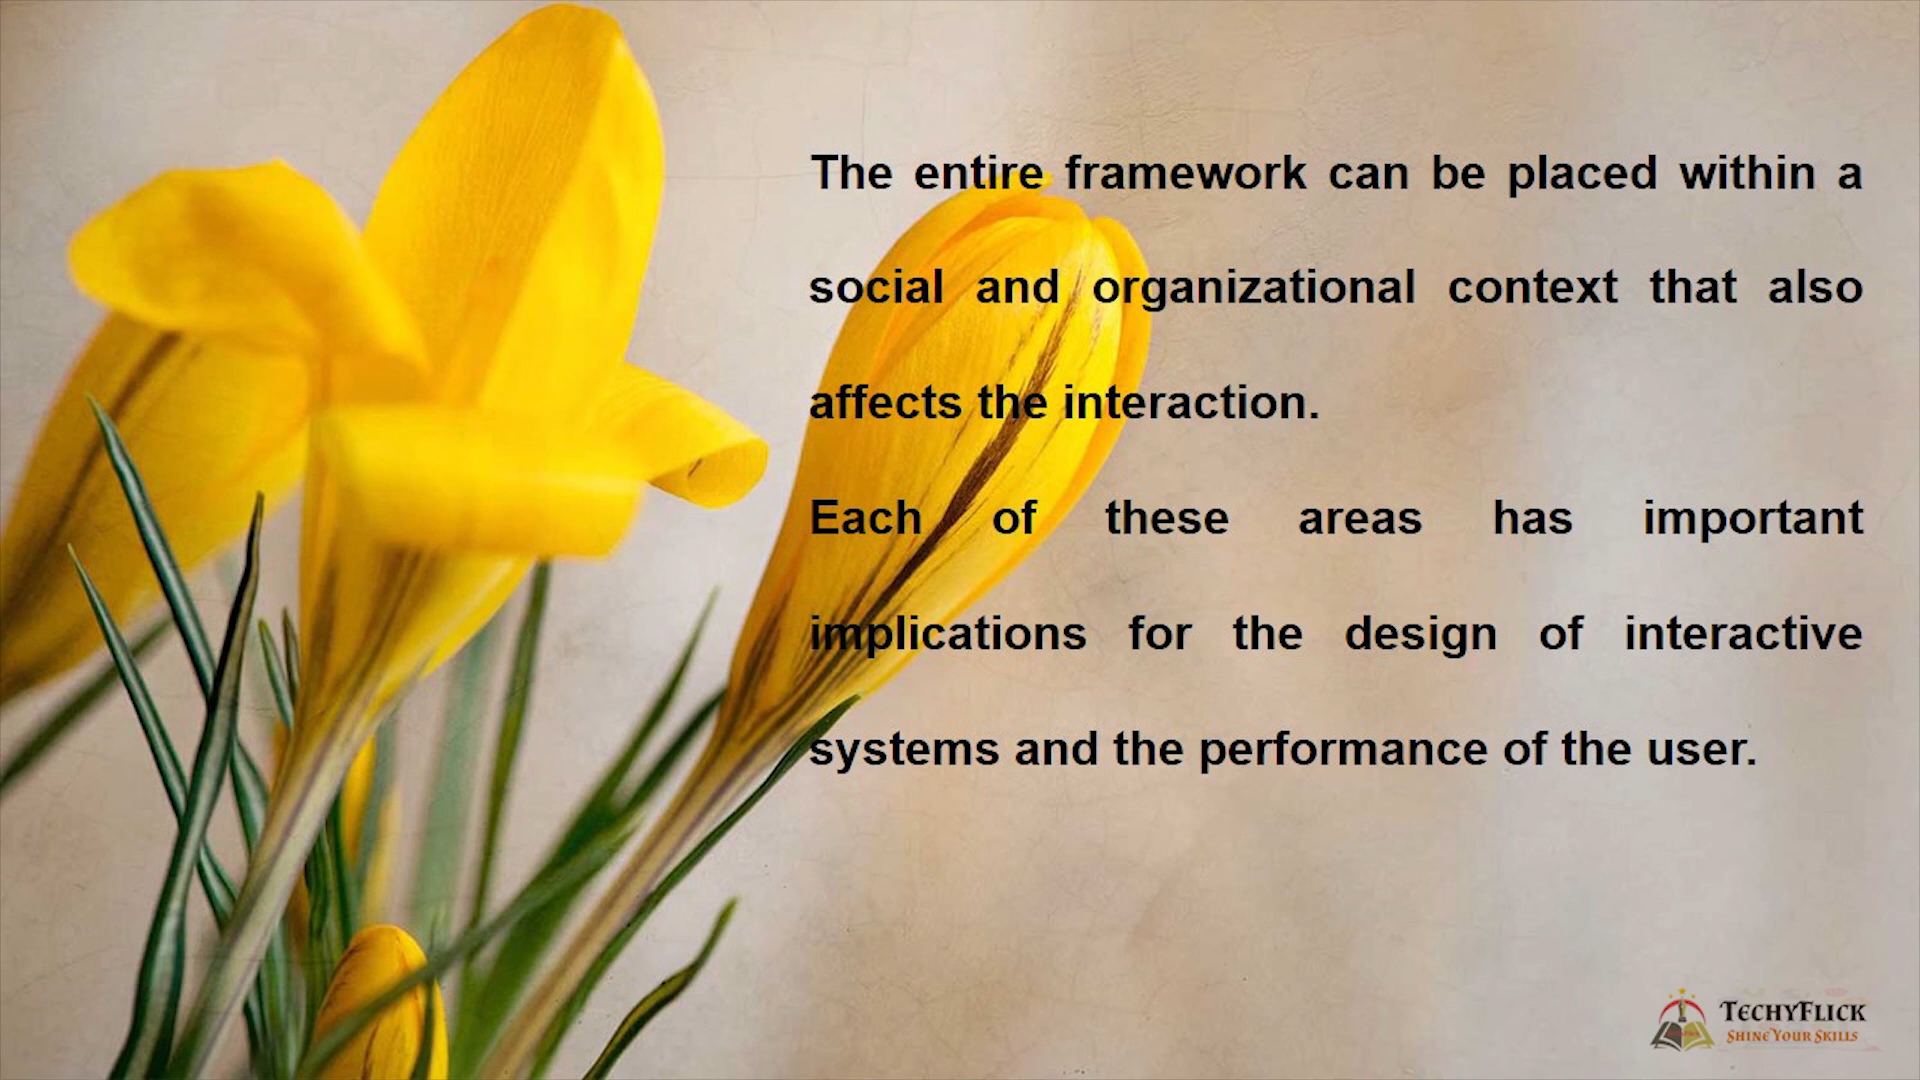 The entire framework can be placed within a
social and organizational context that also
affects the interaction.
Each of these areas has important
implications for the design of interactive
systems and the performance of the user.
TECHYFLICK
SHINE YOUR SKILLS